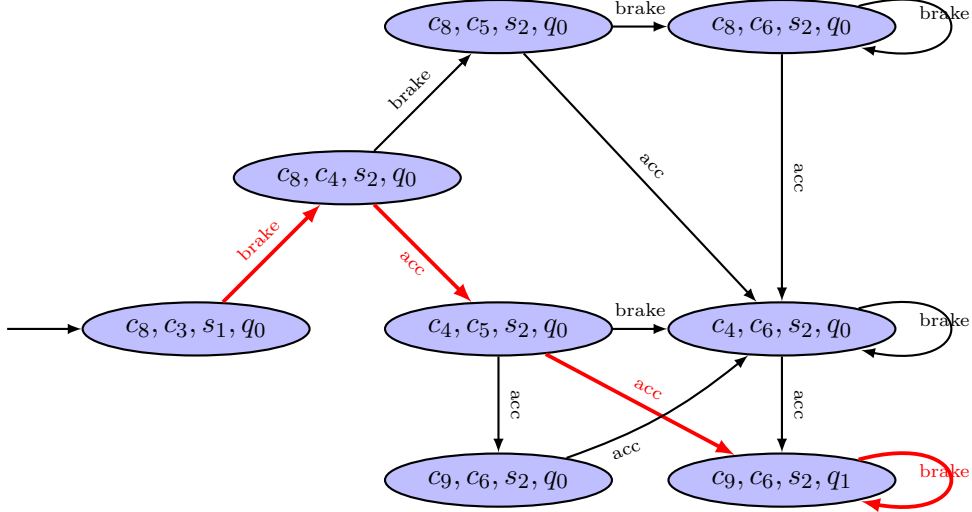 c₈, c₅, s₂, q₀
brake
c₈, c₆, s₂, q₀
brake
brake
acc
acc
c₈, c₄, s₂, q₀
brake
acc
c₈, c₃, s₁, q₀
c₄, c₅, s₂, q₀
brake
c₄, c₆, s₂, q₀
brake
acc
acc
acc
acc
c₉, c₆, s₂, q₀
c₉, c₆, s₂, q₁
brake